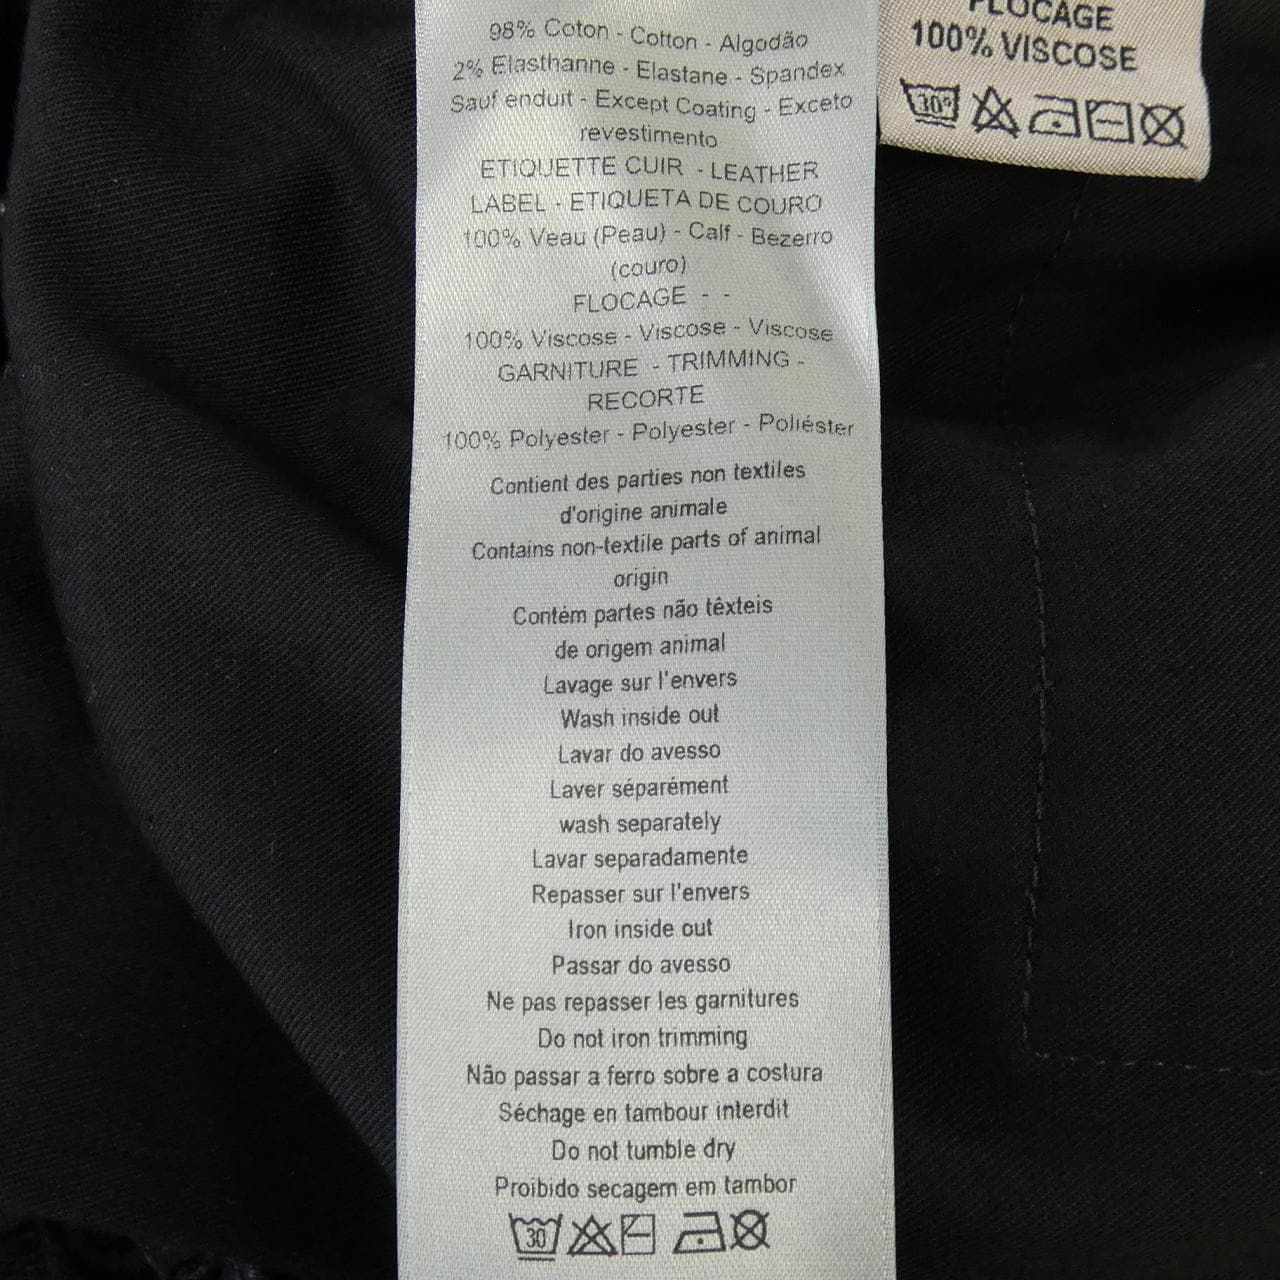 98% Coton - Cotton - Algodão
2% Elasthanne - Elastane - Spandex
Sauf enduit - Except Coating - Exceto
revestimento
ETIQUETTE CUIR - LEATHER
LABEL - ETIQUETA DE COURO
100% Veau (Peau) - Calf - Bezerro
(couro)
FLOCAGE - -
100% Viscose - Viscose - Viscose
GARNITURE - TRIMMING -
RECORTE
100% Polyester - Polyester - Poliéster
Contient des parties non textiles
d'origine animale
Contains non-textile parts of animal
origin
Contém partes não têxteis
de origem animal
Lavage sur l'envers
Wash inside out
Lavar do avesso
Laver séparément
wash separately
Lavar separadamente
Repasser sur l'envers
Iron inside out
Passar do avesso
Ne pas repasser les garnitures
Do not iron trimming
Não passar a ferro sobre a costura
Séchage en tambour interdit
Do not tumble dry
Proibido secagem em tambor
30
FLOCAGE
100% VISCOSE
30°